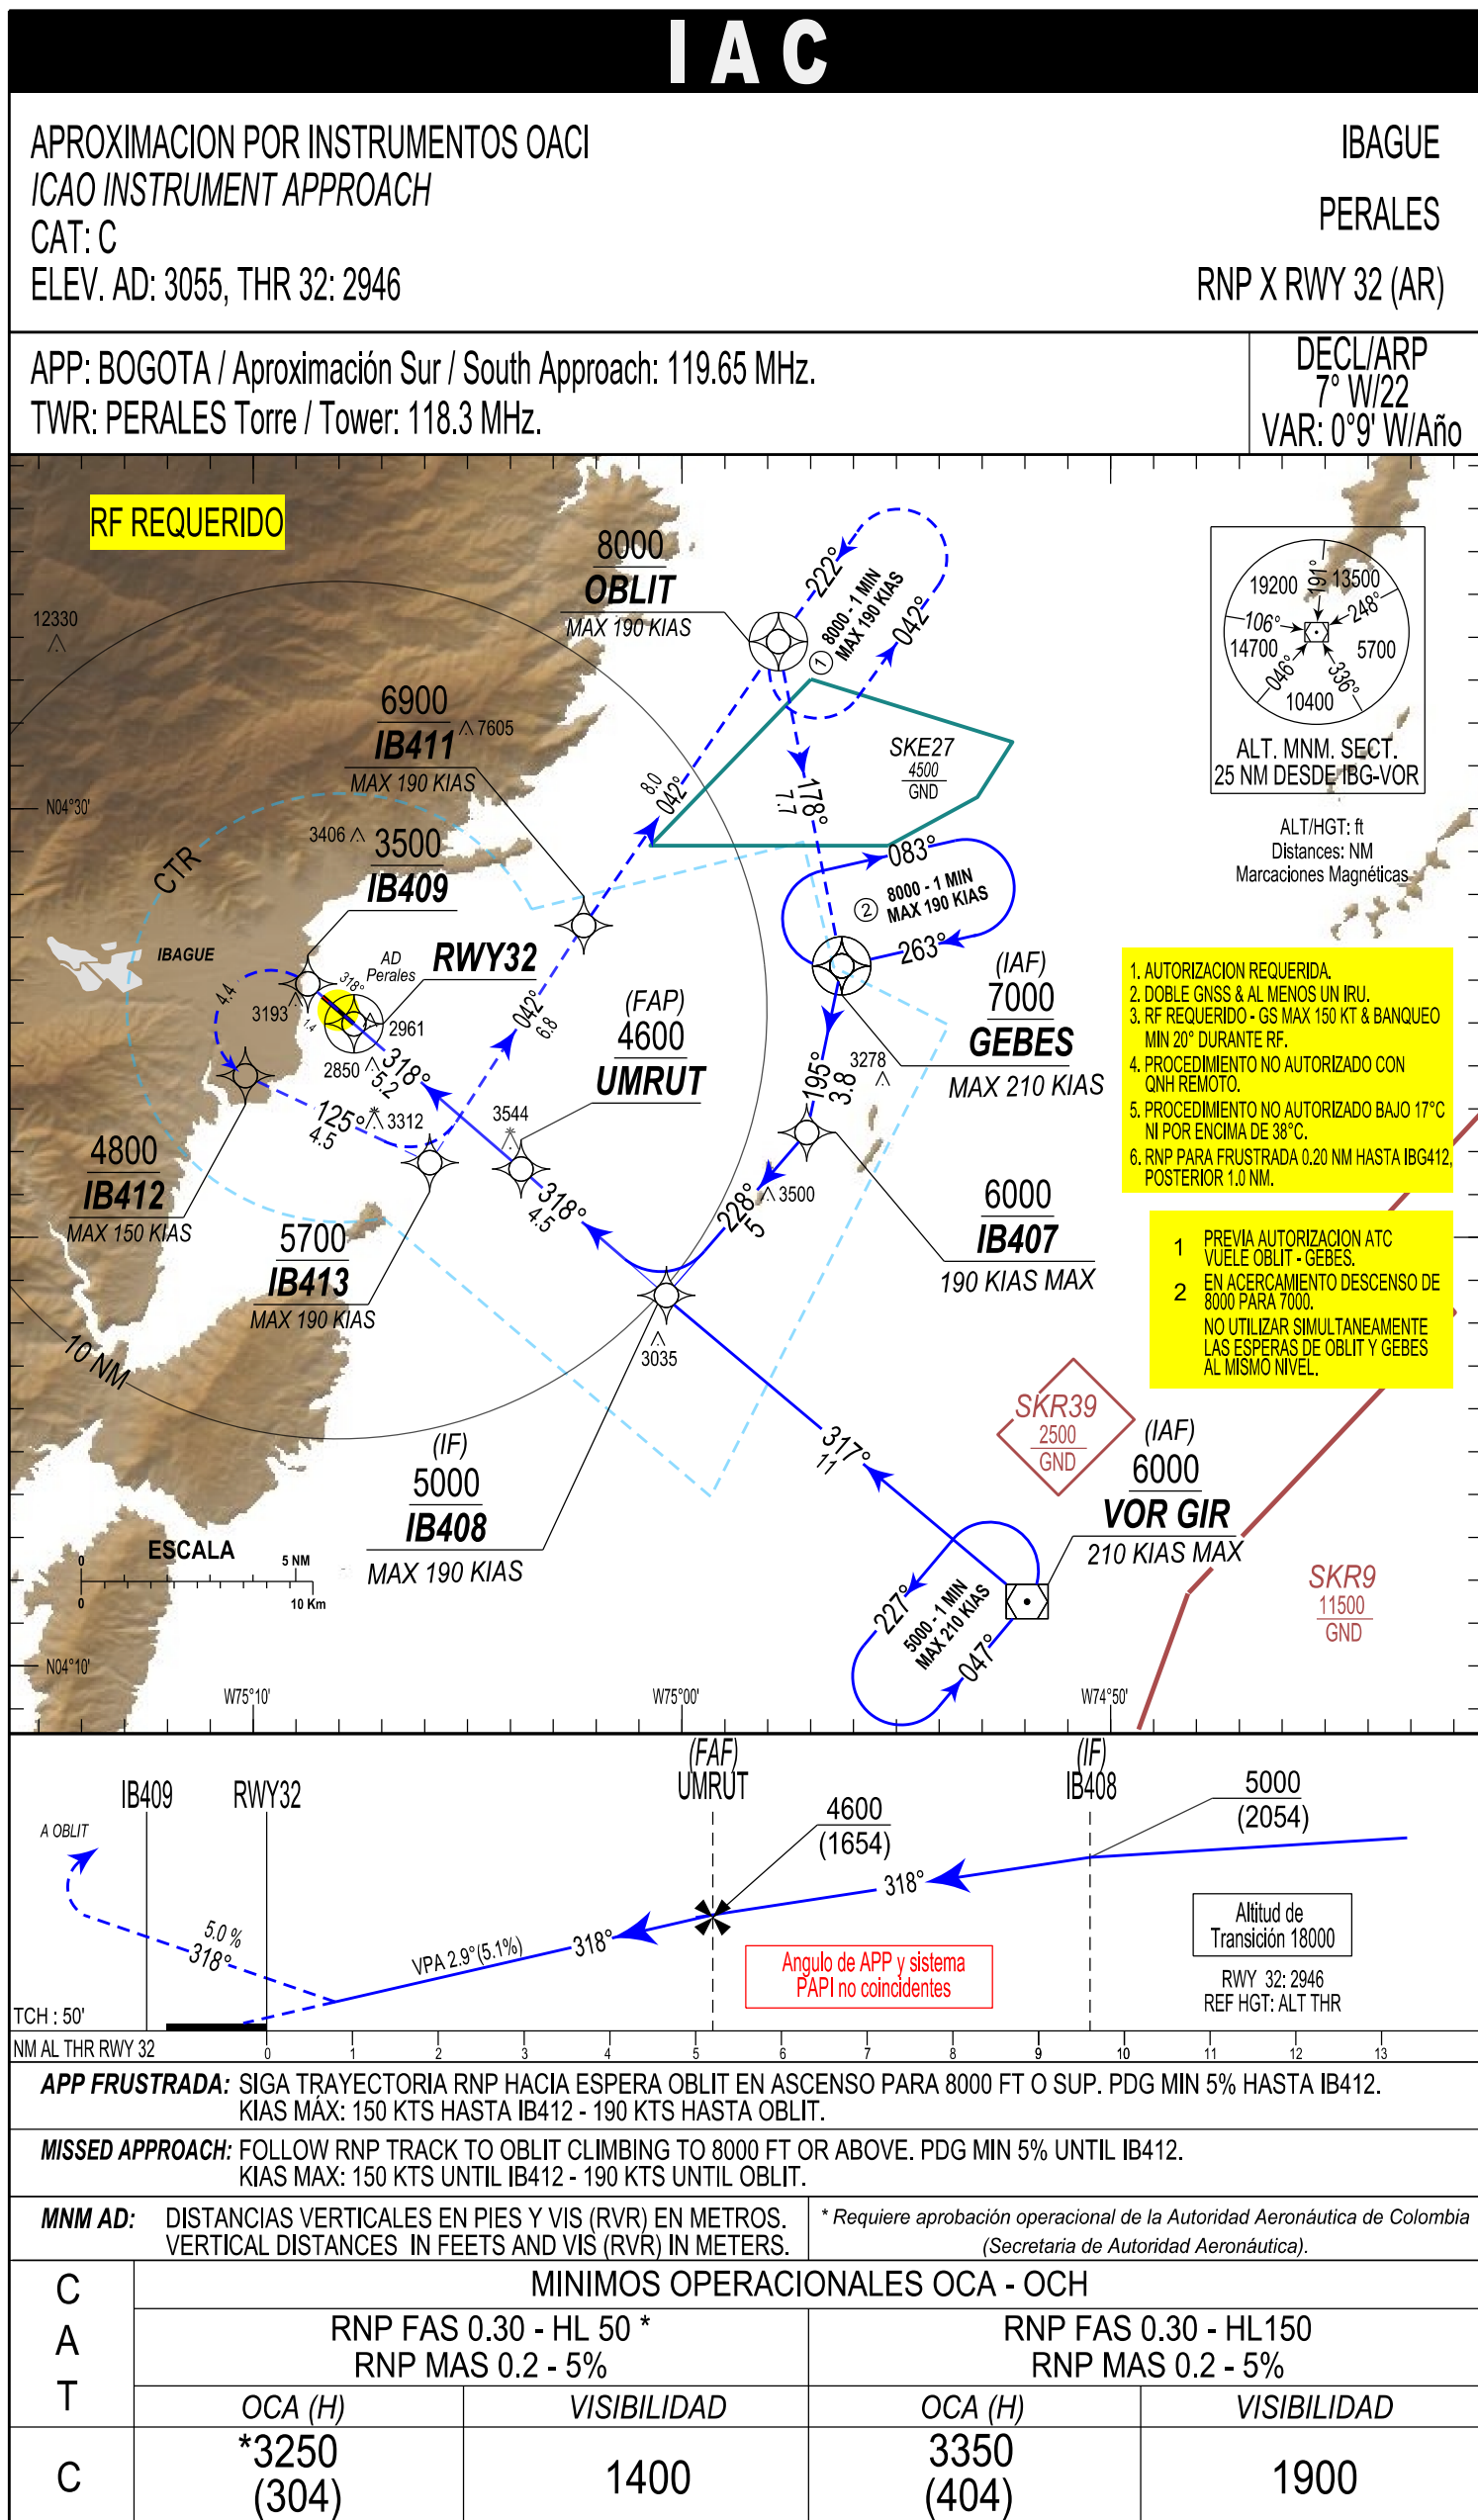 IAC
APROXIMACION POR INSTRUMENTOS OACI
ICAO INSTRUMENT APPROACH
CAT: C
ELEV. AD: 3055, THR 32: 2946
IBAGUE
PERALES
RNP X RWY 32 (AR)
APP: BOGOTA / Aproximación Sur / South Approach: 119.65 MHz.
TWR: PERALES Torre / Tower: 118.3 MHz.
DECL/ARP
7° W/22
VAR: 0°9' W/Año
RF REQUERIDO
12330
8000
OBLIT
MAX 190 KIAS
222°
1 8000 - 1 MIN
MAX 190 KIAS
042°
19200
191°
13500
106°
248°
14700
5700
046°
336°
10400
ALT. MNM. SECT.
25 NM DESDE IBG-VOR
ALT/HGT: ft
Distances: NM
Marcaciones Magnéticas
6900
IB411
MAX 190 KIAS
7605
8.0
042°
SKE27
4500
GND
178°
7.7
N04°30'
3406
3500
IB409
CTR
083°
2 8000 - 1 MIN
MAX 190 KIAS
263°
IBAGUE
AD
Perales
RWY32
318°
4.4
3193
1.4
2961
2850
318°
5.2
042°
6.8
(FAP)
4600
UMRUT
(IAF)
7000
GEBES
MAX 210 KIAS
3278
195°
3.8
1. AUTORIZACION REQUERIDA.
2. DOBLE GNSS & AL MENOS UN IRU.
3. RF REQUERIDO - GS MAX 150 KT & BANQUEO
MIN 20° DURANTE RF.
4. PROCEDIMIENTO NO AUTORIZADO CON
QNH REMOTO.
5. PROCEDIMIENTO NO AUTORIZADO BAJO 17°C
NI POR ENCIMA DE 38°C.
6. RNP PARA FRUSTRADA 0.20 NM HASTA IBG412,
POSTERIOR 1.0 NM.
125°
4.5
3312
3544
4800
IB412
MAX 150 KIAS
318°
4.5
228°
5
3500
6000
IB407
190 KIAS MAX
5700
IB413
MAX 190 KIAS
1 PREVIA AUTORIZACION ATC
VUELE OBLIT - GEBES.
2 EN ACERCAMIENTO DESCENSO DE
8000 PARA 7000.
NO UTILIZAR SIMULTANEAMENTE
LAS ESPERAS DE OBLIT Y GEBES
AL MISMO NIVEL.
10 NM
3035
(IF)
5000
IB408
MAX 190 KIAS
317°
11
SKR39
2500
GND
(IAF)
6000
VOR GIR
210 KIAS MAX
ESCALA
0
5 NM
0
10 Km
227°
5000 - 1 MIN
MAX 210 KIAS
047°
SKR9
11500
GND
N04°10'
W75°10'
W75°00'
W74°50'
IB409
RWY32
(FAF)
UMRUT
(IF)
IB408
A OBLIT
4600
(1654)
5000
(2054)
318°
5.0 %
318°
VPA 2.9°(5.1%)
318°
Angulo de APP y sistema
PAPI no coincidentes
Altitud de
Transición 18000
RWY 32: 2946
REF HGT: ALT THR
TCH : 50'
NM AL THR RWY 32
0 1 2 3 4 5 6 7 8 9 10 11 12 13
APP FRUSTRADA: SIGA TRAYECTORIA RNP HACIA ESPERA OBLIT EN ASCENSO PARA 8000 FT O SUP. PDG MIN 5% HASTA IB412.
KIAS MÁX: 150 KTS HASTA IB412 - 190 KTS HASTA OBLIT.
MISSED APPROACH: FOLLOW RNP TRACK TO OBLIT CLIMBING TO 8000 FT OR ABOVE. PDG MIN 5% UNTIL IB412.
KIAS MAX: 150 KTS UNTIL IB412 - 190 KTS UNTIL OBLIT.
MNM AD: DISTANCIAS VERTICALES EN PIES Y VIS (RVR) EN METROS.
VERTICAL DISTANCES IN FEETS AND VIS (RVR) IN METERS.
* Requiere aprobación operacional de la Autoridad Aeronáutica de Colombia
(Secretaria de Autoridad Aeronáutica).
CAT
MINIMOS OPERACIONALES OCA - OCH
RNP FAS 0.30 - HL 50 *
RNP MAS 0.2 - 5%
RNP FAS 0.30 - HL150
RNP MAS 0.2 - 5%
OCA (H) VISIBILIDAD OCA (H) VISIBILIDAD
C
*3250
(304)
1400
3350
(404)
1900